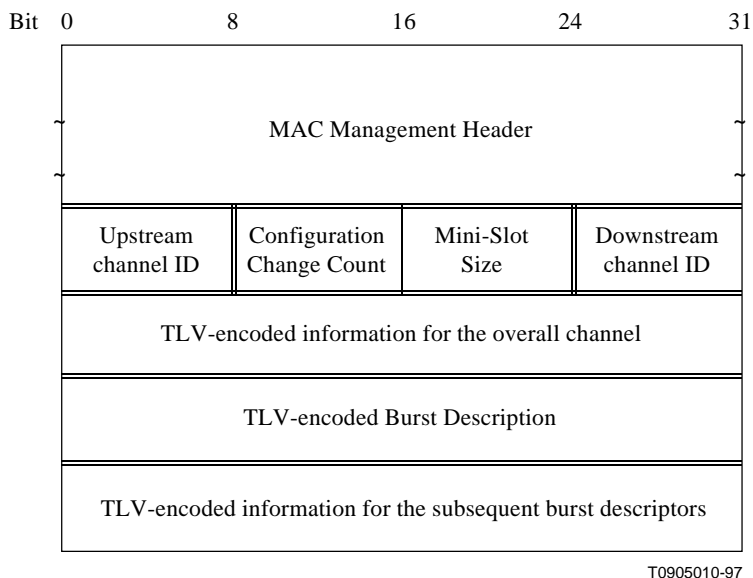 Bit 0 8 16 24 31
~ ~
MAC Management Header
~ ~
Upstream channel ID
Configuration Change Count
Mini-Slot Size
Downstream channel ID
TLV-encoded information for the overall channel
TLV-encoded Burst Description
TLV-encoded information for the subsequent burst descriptors
T0905010-97